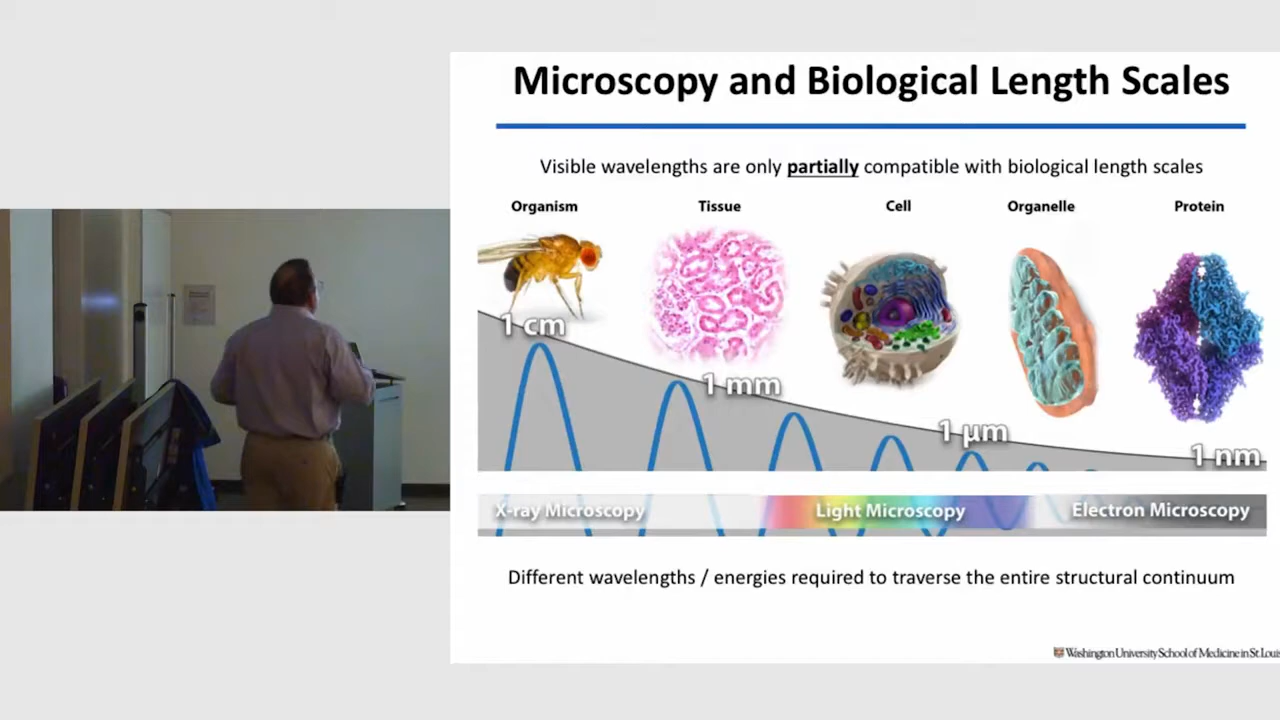 Microscopy and Biological Length Scales
Visible wavelengths are only partially compatible with biological length scales
Organism Tissue Cell Organelle Protein
1 cm
1 mm
1 μm
1 nm
X-ray Microscopy Light Microscopy Electron Microscopy
Different wavelengths / energies required to traverse the entire structural continuum
Washington University School of Medicine in St. Louis